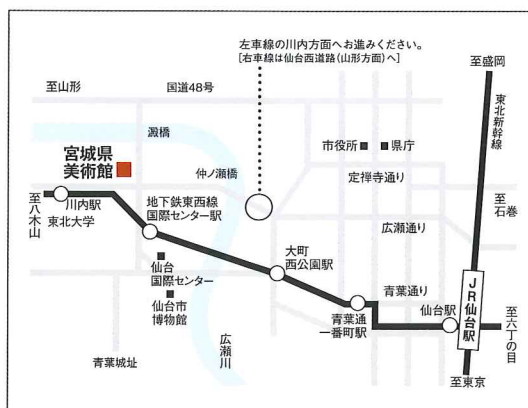 左車線の川内方面へお進みください。
[右車線は仙台西道路(山形方面)へ]
至盛岡
至山形
国道48号
東北新幹線
澱橋
市役所
県庁
宮城県
美術館
仲ノ瀬橋
定禅寺通り
川内駅
至八木山
東北大学
地下鉄東西線
国際センター駅
広瀬通り
至石巻
仙台
国際センター
大町
西公園駅
仙台市
博物館
青葉通り
青葉通
一番町駅
仙台駅
JR仙台駅
至六丁の目
広瀬川
青葉城址
至東京